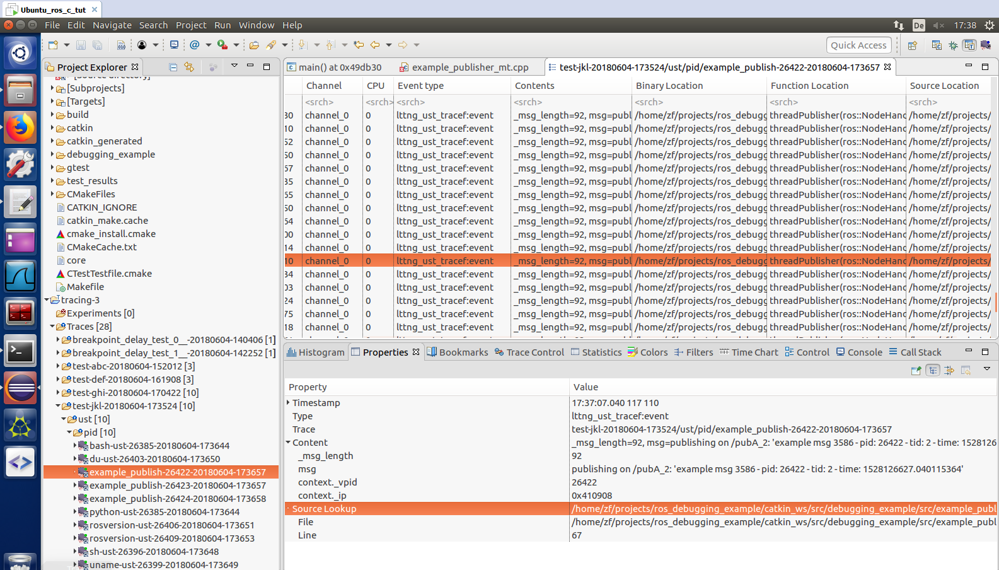 Ubuntu_ros_c_tut
File Edit Navigate Search Project Run Window Help
De 17:38
Quick Access
Project Explorer
[Source directory]
[Subprojects]
[Targets]
build
catkin
catkin_generated
debugging_example
gtest
test_results
CMakeFiles
CATKIN_IGNORE
catkin_make.cache
cmake_install.cmake
CMakeCache.txt
core
CTestTestfile.cmake
Makefile
tracing-3
Experiments [0]
Traces [28]
breakpoint_delay_test_0__-20180604-140406 [1]
breakpoint_delay_test_1__-20180604-142252 [1]
test-abc-20180604-152012 [3]
test-def-20180604-161908 [3]
test-ghi-20180604-170422 [10]
test-jkl-20180604-173524 [10]
ust [10]
pid [10]
bash-ust-26385-20180604-173644
du-ust-26403-20180604-173650
example_publish-26422-20180604-173657
example_publish-26423-20180604-173657
example_publish-26424-20180604-173658
python-ust-26385-20180604-173644
rosversion-ust-26406-20180604-173651
rosversion-ust-26409-20180604-173653
sh-ust-26396-20180604-173648
uname-ust-26399-20180604-173649
main() at 0x49db30 example_publisher_mt.cpp test-jkl-20180604-173524/ust/pid/example_publish-26422-20180604-173657
Channel CPU Event type Contents Binary Location Function Location Source Location
<srch> <srch> <srch> <srch> <srch> <srch> <srch>
30 channel_0 0 lttng_ust_tracef:event _msg_length=92, msg=publ /home/zf/projects/ros_debugg threadPublisher(ros::NodeHand /home/zf/projects/
10 channel_0 0 lttng_ust_tracef:event _msg_length=92, msg=publ /home/zf/projects/ros_debugg threadPublisher(ros::NodeHand /home/zf/projects/
52 channel_0 0 lttng_ust_tracef:event _msg_length=92, msg=publ /home/zf/projects/ros_debugg threadPublisher(ros::NodeHand /home/zf/projects/
50 channel_0 0 lttng_ust_tracef:event _msg_length=92, msg=publ /home/zf/projects/ros_debugg threadPublisher(ros::NodeHand /home/zf/projects/
67 channel_0 0 lttng_ust_tracef:event _msg_length=92, msg=publ /home/zf/projects/ros_debugg threadPublisher(ros::NodeHand /home/zf/projects/
35 channel_0 0 lttng_ust_tracef:event _msg_length=92, msg=publ /home/zf/projects/ros_debugg threadPublisher(ros::NodeHand /home/zf/projects/
65 channel_0 0 lttng_ust_tracef:event _msg_length=92, msg=publ /home/zf/projects/ros_debugg threadPublisher(ros::NodeHand /home/zf/projects/
50 channel_0 0 lttng_ust_tracef:event _msg_length=92, msg=publ /home/zf/projects/ros_debugg threadPublisher(ros::NodeHand /home/zf/projects/
64 channel_0 0 lttng_ust_tracef:event _msg_length=92, msg=publ /home/zf/projects/ros_debugg threadPublisher(ros::NodeHand /home/zf/projects/
00 channel_0 0 lttng_ust_tracef:event _msg_length=92, msg=publ /home/zf/projects/ros_debugg threadPublisher(ros::NodeHand /home/zf/projects/
14 channel_0 0 lttng_ust_tracef:event _msg_length=92, msg=publ /home/zf/projects/ros_debugg threadPublisher(ros::NodeHand /home/zf/projects/
10 channel_0 0 lttng_ust_tracef:event _msg_length=92, msg=publ /home/zf/projects/ros_debugg threadPublisher(ros::NodeHand /home/zf/projects/
34 channel_0 0 lttng_ust_tracef:event _msg_length=92, msg=publ /home/zf/projects/ros_debugg threadPublisher(ros::NodeHand /home/zf/projects/
03 channel_0 0 lttng_ust_tracef:event _msg_length=92, msg=publ /home/zf/projects/ros_debugg threadPublisher(ros::NodeHand /home/zf/projects/
24 channel_0 0 lttng_ust_tracef:event _msg_length=92, msg=publ /home/zf/projects/ros_debugg threadPublisher(ros::NodeHand /home/zf/projects/
75 channel_0 0 lttng_ust_tracef:event _msg_length=92, msg=publ /home/zf/projects/ros_debugg threadPublisher(ros::NodeHand /home/zf/projects/
18 channel_0 0 lttng_ust_tracef:event _msg_length=92, msg=publ /home/zf/projects/ros_debugg threadPublisher(ros::NodeHand /home/zf/projects/
Histogram Properties Bookmarks Trace Control Statistics Colors Filters Time Chart Control Console Call Stack
Property Value
Timestamp 17:37:07.040 117 110
Type lttng_ust_tracef:event
Trace test-jkl-20180604-173524/ust/pid/example_publish-26422-20180604-173657
Content _msg_length=92, msg=publishing on /pubA_2: 'example msg 3586 - pid: 26422 - tid: 2 - time: 1528126
_msg_length 92
msg publishing on /pubA_2: 'example msg 3586 - pid: 26422 - tid: 2 - time: 1528126627.040115364'
context._vpid 26422
context._ip 0x410908
Source Lookup /home/zf/projects/ros_debugging_example/catkin_ws/src/debugging_example/src/example_publ
File /home/zf/projects/ros_debugging_example/catkin_ws/src/debugging_example/src/example_publ
Line 67